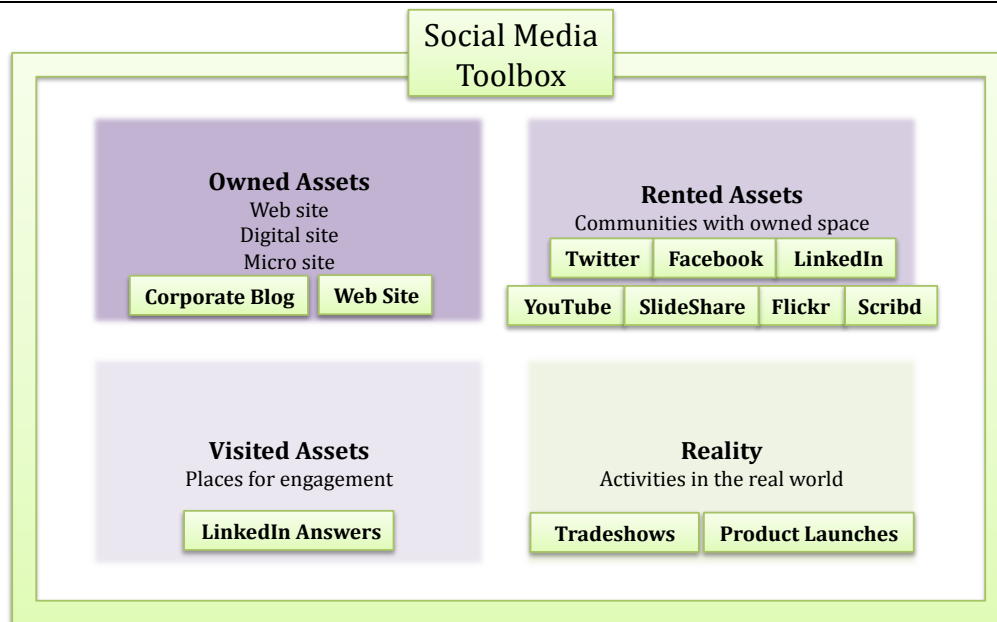 Social Media
Toolbox
Owned Assets
Web site
Digital site
Micro site
Corporate Blog
Web Site
Rented Assets
Communities with owned space
Twitter
Facebook
LinkedIn
YouTube
SlideShare
Flickr
Scribd
Visited Assets
Places for engagement
LinkedIn Answers
Reality
Activities in the real world
Tradeshows
Product Launches